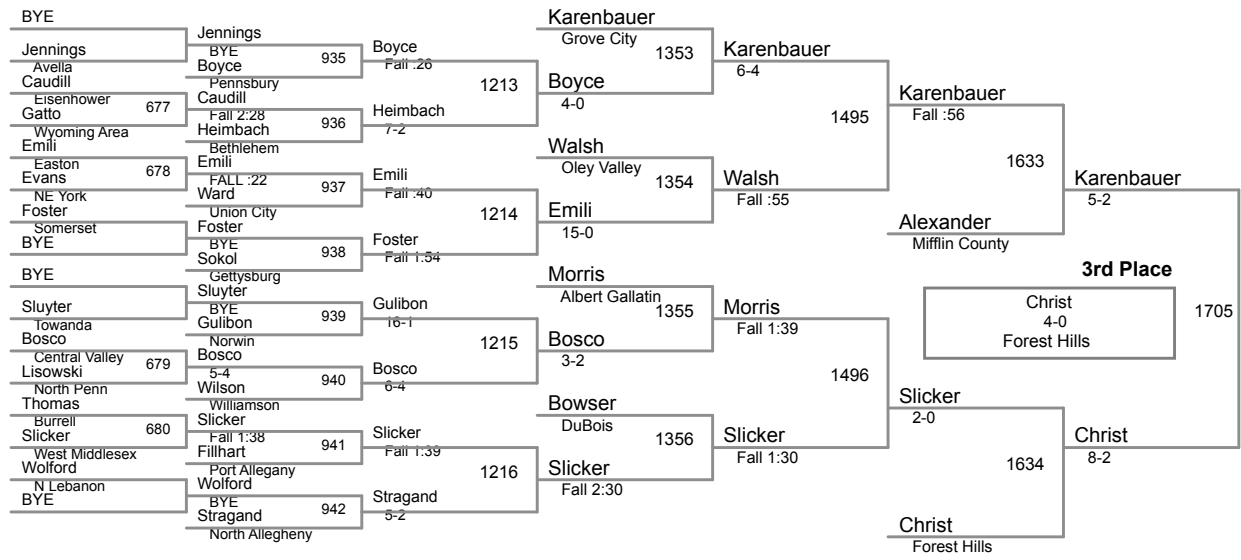 BYE
Jennings
Avella
Caudill
Eisenhower
Gatto
677
Wyoming Area
Emili
Easton
Evans
678
NE York
Foster
Somerset
BYE
BYE
Sluyter
Towanda
Bosco
Central Valley
Lisowski
679
North Penn
Thomas
Burrell
Slicker
680
West Middlesex
Wolford
N Lebanon
BYE
Jennings
BYE
Boyce
935
Pennsbury
Caudill
Fall 2:28
Heimbach
936
Bethlehem
Emili
FALL :22
Ward
937
Union City
Foster
BYE
Sokol
938
Gettysburg
Sluyter
BYE
Gulibon
939
Norwin
Bosco
5-4
Wilson
940
Williamson
Slicker
Fall 1:38
Fillhart
941
Port Allegany
Wolford
BYE
Stragand
942
North Allegheny
Boyce
Fall :26
1213
Heimbach
7-2
Emili
Fall :40
1214
Foster
Fall 1:54
Gulibon
16-1
1215
Bosco
6-4
Slicker
Fall 1:39
1216
Stragand
5-2
Karenbauer
Grove City
1353
Boyce
4-0
Walsh
Oley Valley
1354
Emili
15-0
Morris
Albert Gallatin
1355
Bosco
3-2
Bowser
DuBois
1356
Slicker
Fall 2:30
Karenbauer
6-4
1495
Walsh
Fall :55
Morris
Fall 1:39
1496
Slicker
Fall 1:30
Karenbauer
Fall :56
1633
Alexander
Mifflin County
Slicker
2-0
1634
Christ
Forest Hills
Karenbauer
5-2
3rd Place
Christ
4-0
Forest Hills
1705
Christ
8-2